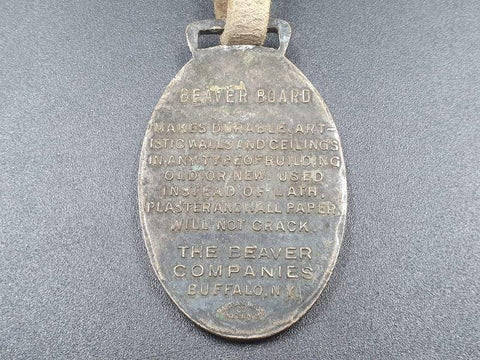 BEAVER BOARD
MAKES DURABLE, ART-
ISTIC WALLS AND CEILINGS
IN ANY TYPE OF BUILDING
OLD OR NEW. USED
INSTEAD OF LATH,
PLASTER AND WALL PAPER.
WILL NOT CRACK.
THE BEAVER
COMPANIES
BUFFALO, N.Y.